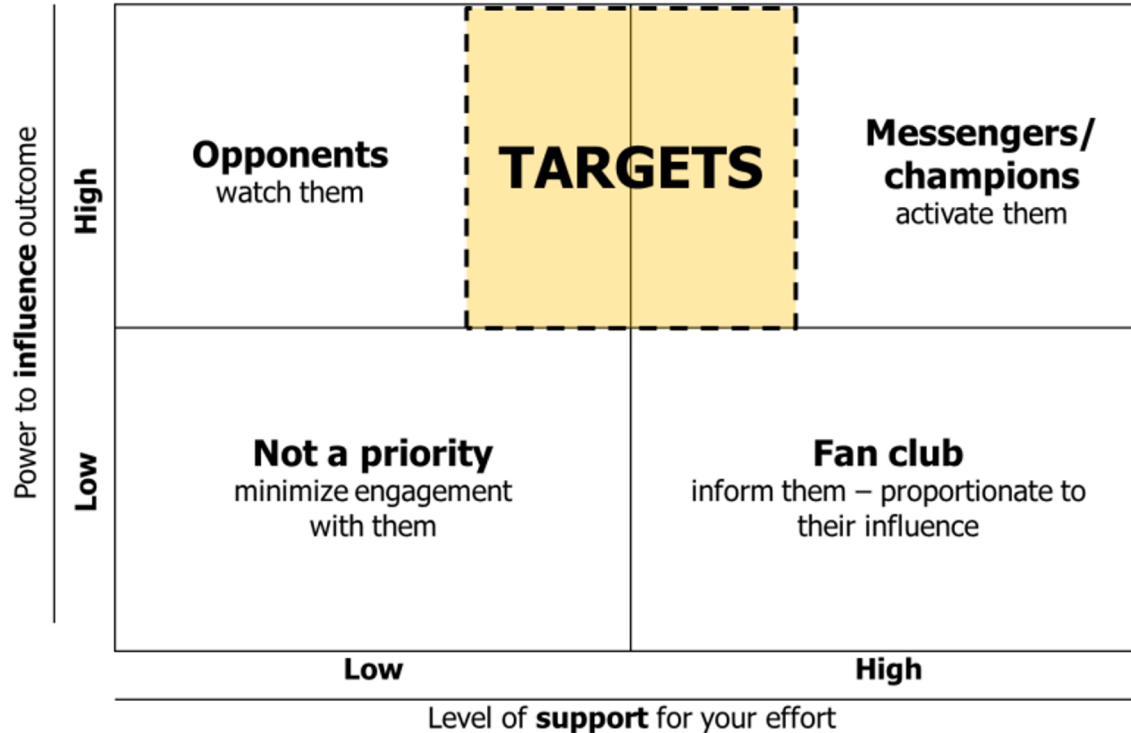 Power to influence outcome
High
Low
Opponents
watch them
TARGETS
Messengers/
champions
activate them
Not a priority
minimize engagement
with them
Fan club
inform them – proportionate to
their influence
Low
High
Level of support for your effort